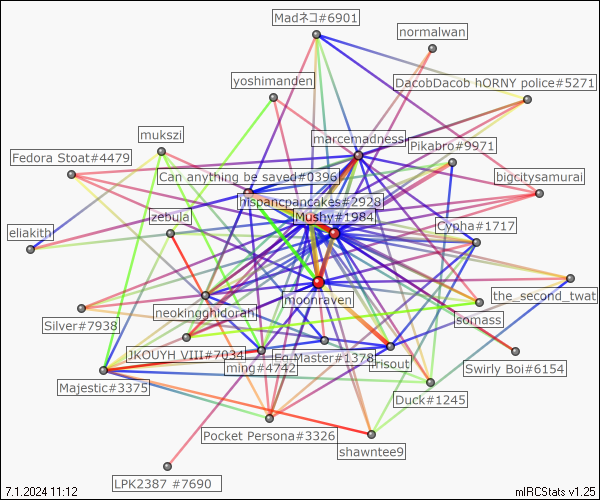 Madネコ#6901
normalwan
yoshimanden
DacobDacob hORNY police#5271
mukszi
marcemadness
Pikabro#9971
Fedora Stoat#4479
Can anything be saved#0396
bigcitysamurai
hispancpancakes#2928
zebula
Mushy#1984
eliakith
Cypha#1717
moonraven
the_second_twat
neokingghidorah
somass
Silver#7938
JKOUYH VIII#7034
Eg.Master#1378
irisout
ming#4742
Swirly Boi#6154
Majestic#3375
Duck#1245
Pocket Persona#3326
shawntee9
LPK2387 #7690
7.1.2024 11:12
mIRCStats v1.25